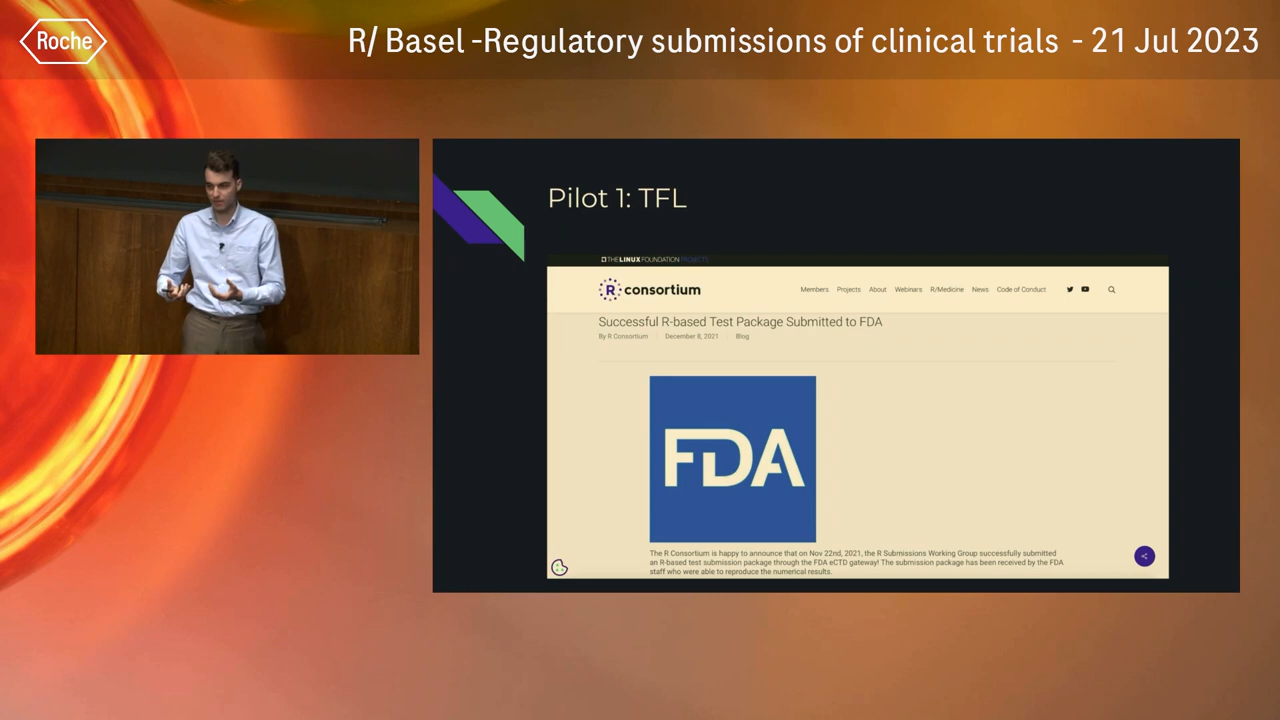 Roche
R/ Basel -Regulatory submissions of clinical trials - 21 Jul 2023
Pilot 1: TFL
THE LINUX FOUNDATION PROJECTS
R consortium
Members Projects About Webinars R/Medicine News Code of Conduct
Successful R-based Test Package Submitted to FDA
By R Consortium December 8, 2021 Blog
FDA
The R Consortium is happy to announce that on Nov 22nd, 2021, the R Submissions Working Group successfully submitted
an R-based test submission package through the FDA eCTD gateway! The submission package has been received by the FDA
staff who were able to reproduce the numerical results.